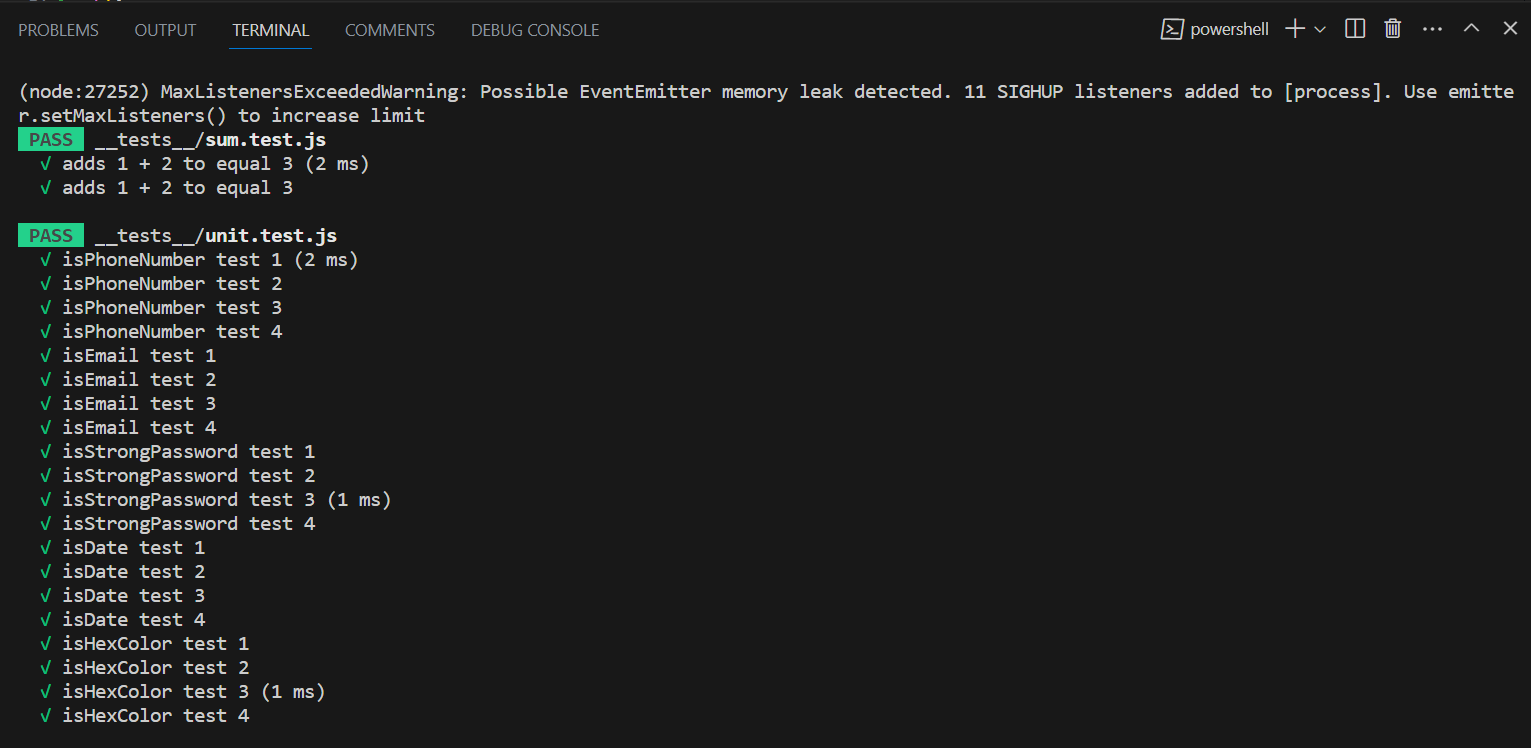 PROBLEMS OUTPUT TERMINAL COMMENTS DEBUG CONSOLE powershell
(node:27252) MaxListenersExceededWarning: Possible EventEmitter memory leak detected. 11 SIGHUP listeners added to [process]. Use emitte
r.setMaxListeners() to increase limit
PASS __tests__/sum.test.js
√ adds 1 + 2 to equal 3 (2 ms)
√ adds 1 + 2 to equal 3
PASS __tests__/unit.test.js
√ isPhoneNumber test 1 (2 ms)
√ isPhoneNumber test 2
√ isPhoneNumber test 3
√ isPhoneNumber test 4
√ isEmail test 1
√ isEmail test 2
√ isEmail test 3
√ isEmail test 4
√ isStrongPassword test 1
√ isStrongPassword test 2
√ isStrongPassword test 3 (1 ms)
√ isStrongPassword test 4
√ isDate test 1
√ isDate test 2
√ isDate test 3
√ isDate test 4
√ isHexColor test 1
√ isHexColor test 2
√ isHexColor test 3 (1 ms)
√ isHexColor test 4